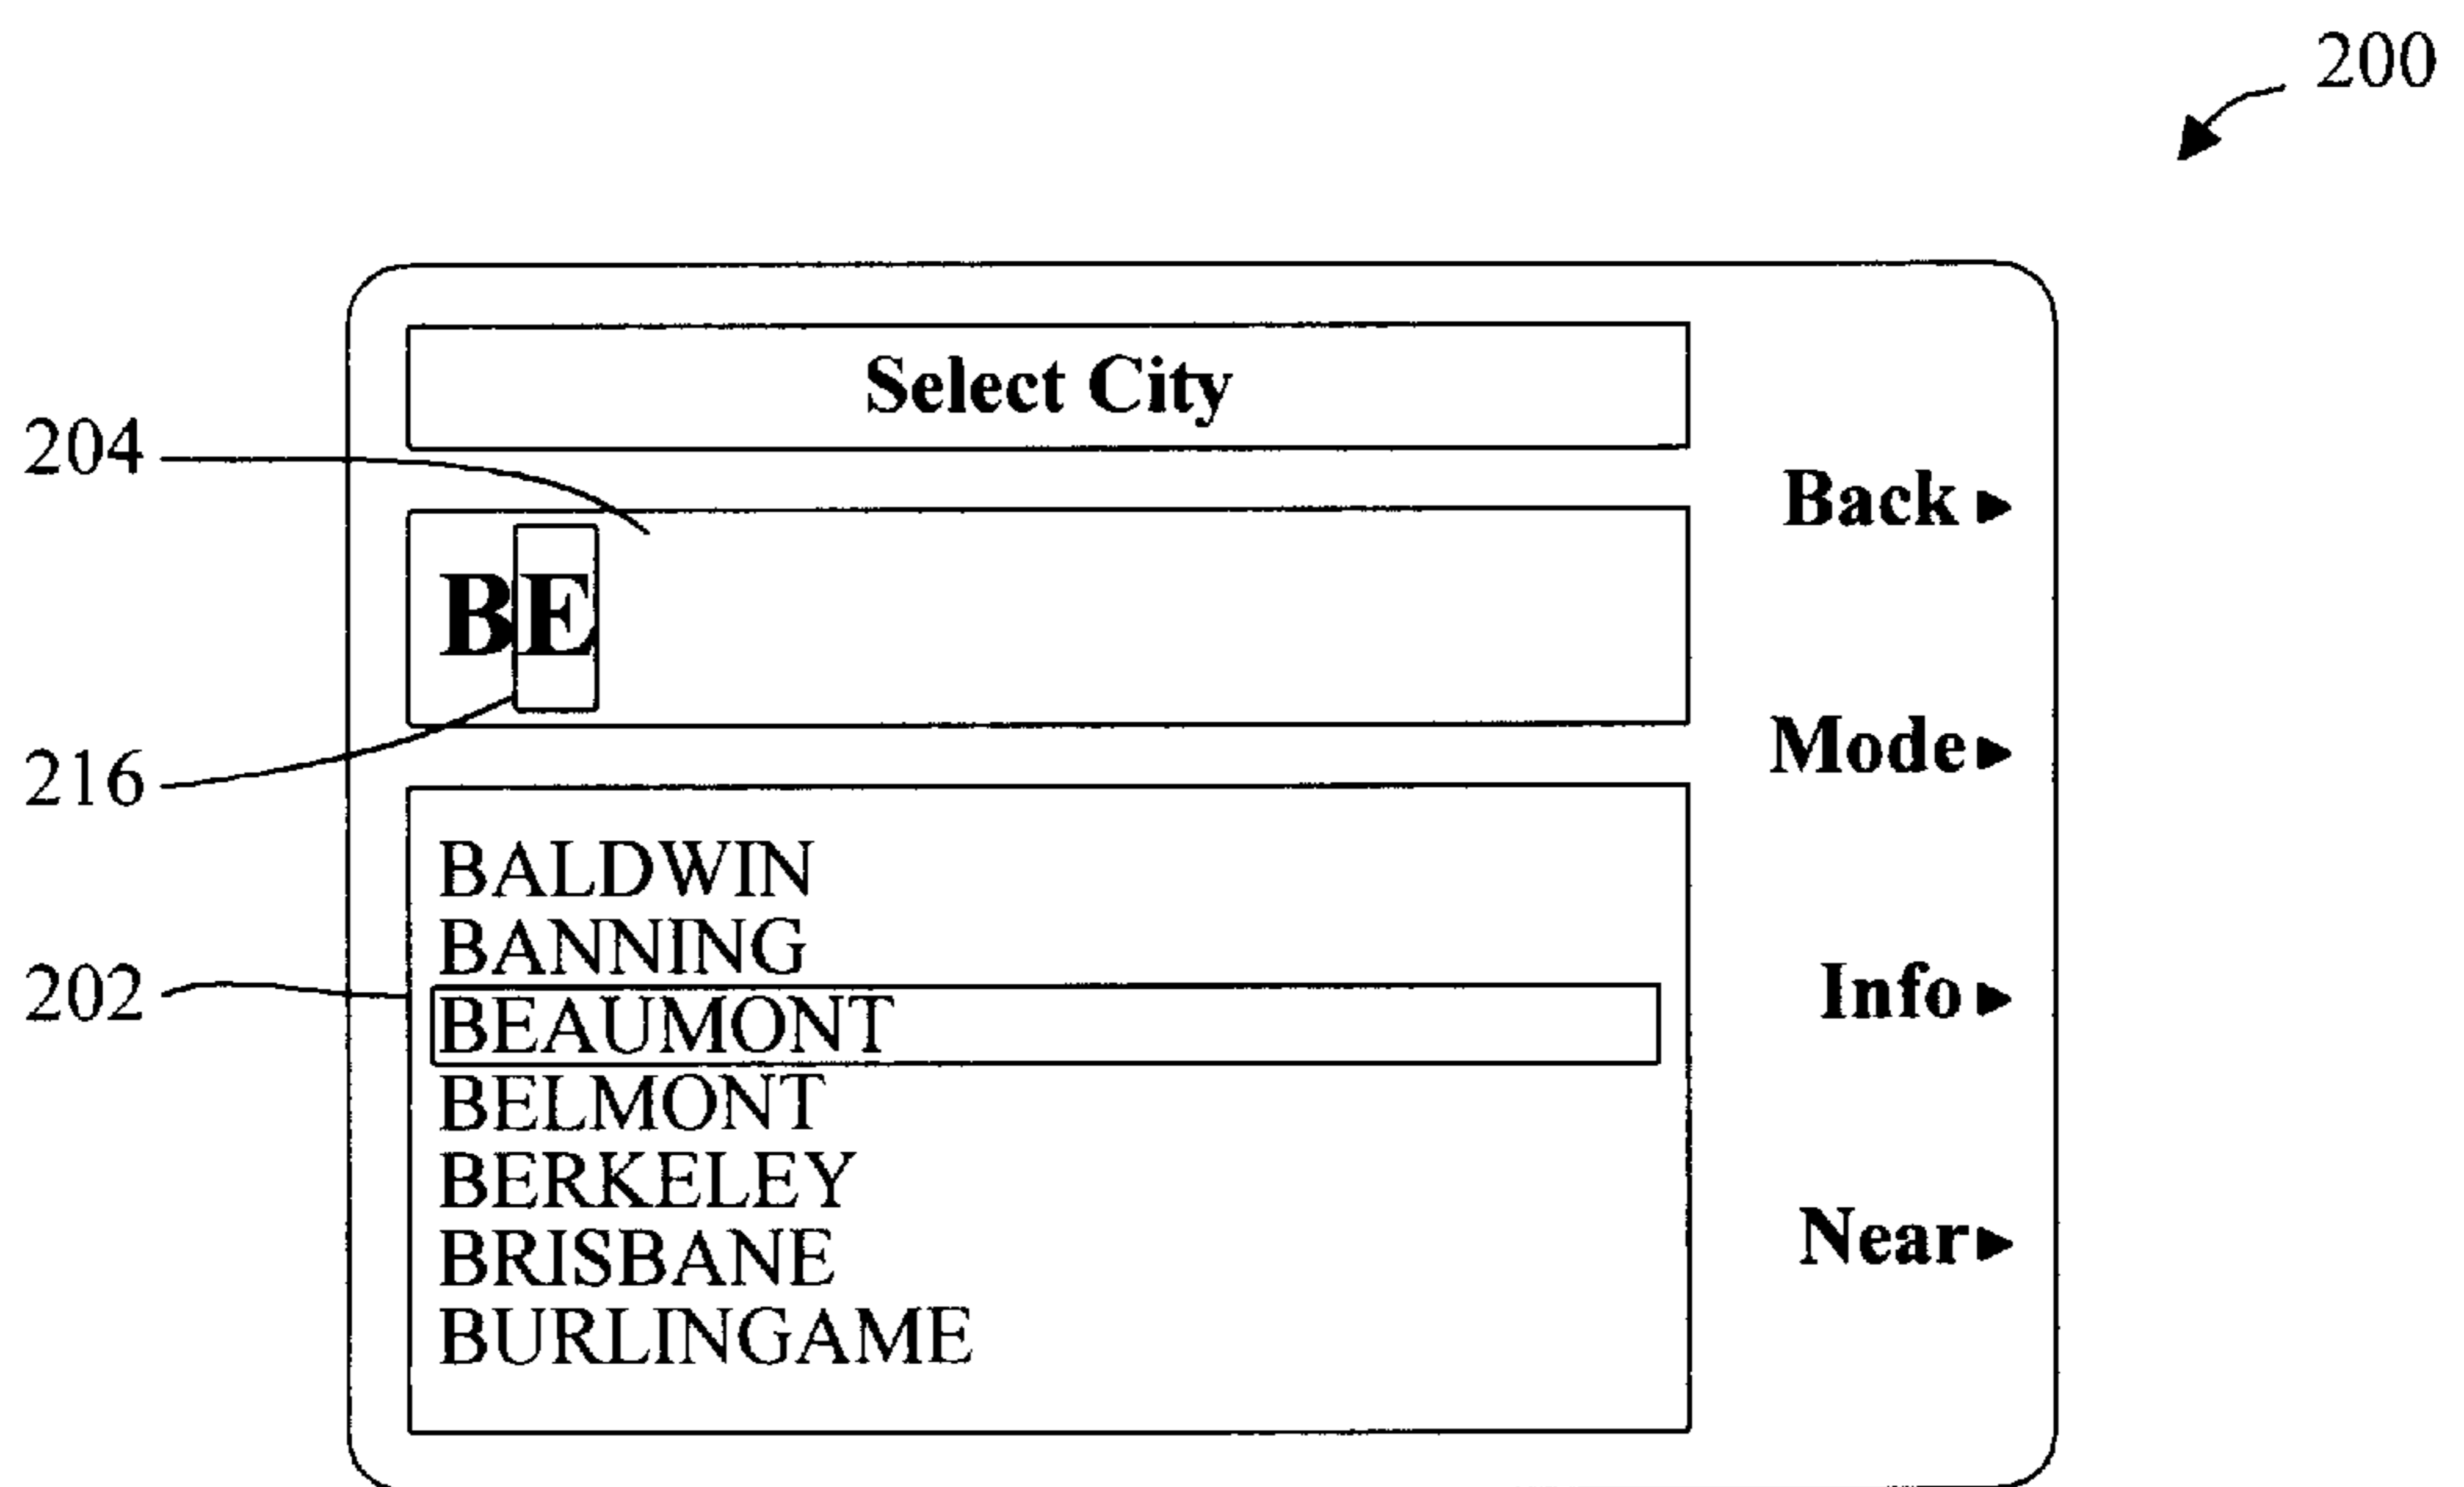 200
Select City
204
Back
BE
216
Mode
BALDWIN
BANNING
202
BEAUMONT
Info
BELMONT
BERKELEY
BRISBANE
Near
BURLINGAME